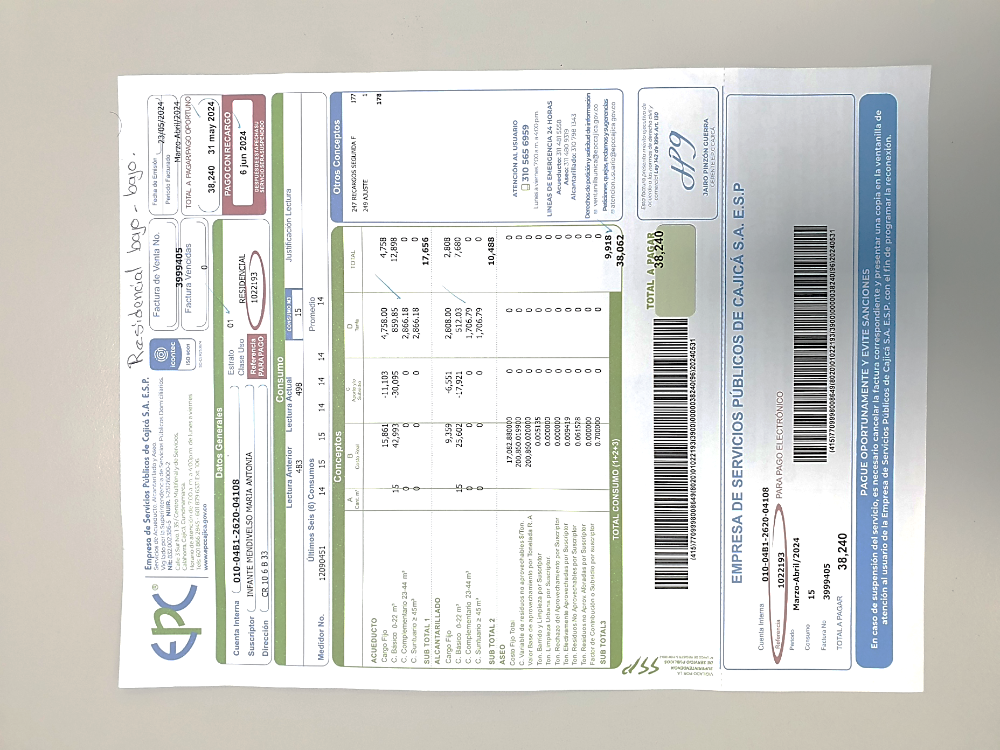 Residencial bajo - bajo.
epc®
Empresa de Servicios Públicos de Cajicá S.A. E.S.P.
Servicios de Acueducto, Alcantarillado y Aseo.
Vigilado por la Superintendencia de Servicios Públicos Domiciliarios.
Nit: 832.002.386-5 NUIR. 1-25126000-2
Calle 3 Sur No. 1-35 / Centro Multiferial y de Servicios.
Calahorra, Cajicá, Cundinamarca.
Horario de atención de 7:00 a. m. a 4:00p.m. de lunes a viernes
Tels: 601 866 2845 - 601 879 6531 Ext. 106
www.epccajica.gov.co
icontec
ISO 9001
SC-CER253674
Factura de Venta No.
3999405
Factura Vencidas
0
Fecha de Emisión 23/05/2024
Periodo Facturado
Marzo-Abril/2024
TOTAL A PAGAR/PAGO OPORTUNO
38,240 31 may 2024
PAGO CON RECARGO
6 jun 2024
DESPUÉS DE ESTA FECHA SU
SERVICIO SERA SUSPENDIDO
Datos Generales
Cuenta Interna 010-04B1-2620-04108
Suscriptor INFANTE MENDIVELSO MARIA ANTONIA
Dirección CR 10 6 B 33
Estrato 01
Clase Uso RESIDENCIAL
Referencia
PARA PAGO
1022193
Consumo
Lectura Anterior Lectura Actual CONSUMO M3 Justificación Lectura
483 498 15
Últimos Seis (6) Consumos Promedio
Medidor No. 12090451 14 15 15 14 14 14 14
Conceptos
A B C D TOTAL
Cant. m³ Costo Real Aporte y/o Subsidio Tarifa
ACUEDUCTO
Cargo Fijo 15,861 -11,103 4,758.00 4,758
C. Básico 0-22 m³ 15 42,993 -30,095 859.85 12,898
C. Complementario 23-44 m³ 0 0 0 2,866.18 0
C. Suntuario ≥ 45m³ 0 0 0 2,866.18 0
SUB TOTAL 1 17,656
ALCANTARILLADO
Cargo Fijo 9,359 -6,551 2,808.00 2,808
C. Básico 0-22 m³ 15 25,602 -17,921 512.03 7,680
C. Complementario 23-44 m³ 0 0 0 1,706.79 0
C. Suntuario ≥ 45m³ 0 0 0 1,706.79 0
SUB TOTAL 2 10,488
ASEO
Costo Fijo Total 17,082.880000 0 0 0
C. Variable de residuos no aprovechables $/Ton. 200,860.019900 0 0 0
Valor Base de aprovechamiento por Tonelada R. A 200,860.020000 0 0 0
Ton. Barrido y Limpieza por Suscriptor 0.005135 0 0 0
Ton. Limpieza Urbana por Suscriptor. 0.000000 0 0 0
Ton. Rechazo del Aprovechamiento por Suscriptor 0.000000 0 0 0
Ton. Efectivamente Aprovechadas por Suscriptor 0.009419 0 0 0
Ton. Residuos No Aprovechables por Suscriptor 0.061528 0 0 0
Ton. Residuos no Aprov. Aforadas por Suscriptor 0.000000 0 0 0
Factor de Contribución o Subsidio por suscriptor 0.700000 0 0 0
SUB TOTAL3 9,918
TOTAL CONSUMO (1+2+3) 38,062
Otros Conceptos
247 RECARGOS SEGUNDA F 177
249 AJUSTE 1
178
ATENCIÓN AL USUARIO
310 565 6959
Lunes a viernes 7:00 a.m. a 4:00 p.m.
LINEAS DE EMERGENCIA 24 HORAS
Acueducto: 311 481 5558
Aseo: 311 480 9319
Alcantarillado: 310 798 1343
Derechos de petición y solicitud de información
ventanillaunica@epccajica.gov.co
Peticiones, quejas, reclamos y sugerencias
atencion.usuario@epccajica.gov.co
VIGILADO POR LA
SUPERINTENDENCIA
DE SERVICIO PÚBLICOS
(415)7709998008649(8020)01022193(3900)0000038240(96)20240531
TOTAL A PAGAR
38,240
Esta factura presenta mérito ejecutivo de
acuerdo a las normas de derecho civil y
comercial Ley 142 de 1994 Art. 130
JAIRO PINZÓN GUERRA
GERENTE E.P.C. CAJICÁ
EMPRESA DE SERVICIOS PÚBLICOS DE CAJICÁ S.A. E.S.P
Cuenta Interna 010-04B1-2620-04108
Referencia 1022193 PARA PAGO ELECTRÓNICO
Periodo Marzo-Abril/2024
Consumo 15
Factura No 3999405
TOTAL A PAGAR 38,240
(415)7709998008649(8020)01022193(3900)0000038240(96)20240531
PAGUE OPORTUNAMENTE Y EVITE SANCIONES
En caso de suspensión del servicio, es necesario cancelar la factura correspondiente y presentar una copia en la ventanilla de
atención al usuario de la Empresa de Servicios Públicos de Cajicá S.A. E.S.P. con el fin de programar la reconexión.